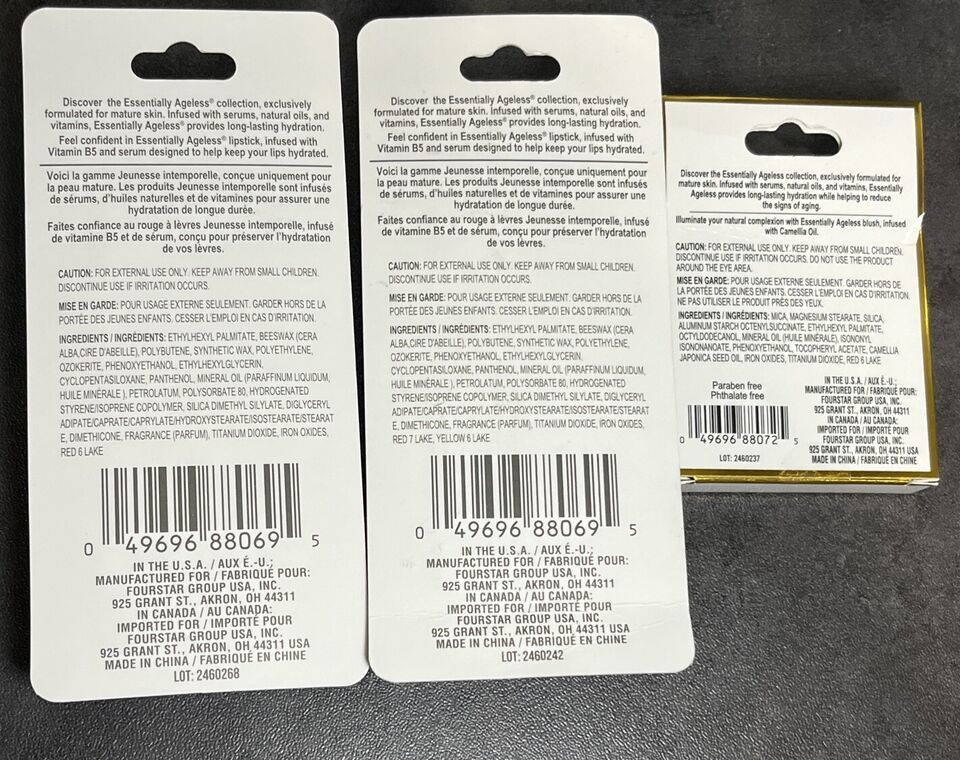 Discover the Essentially Ageless® collection, exclusively
formulated for mature skin. Infused with serums, natural oils, and
vitamins, Essentially Ageless® provides long-lasting hydration.
Feel confident in Essentially Ageless® lipstick, infused with
Vitamin B5 and serum designed to help keep your lips hydrated.
Voici la gamme Jeunesse intemporelle, conçue uniquement pour
la peau mature. Les produits Jeunesse intemporelle sont infusés
de sérums, d'huiles naturelles et de vitamines pour assurer une
hydratation de longue durée.
Faites confiance au rouge à lèvres Jeunesse intemporelle, infusé
de vitamine B5 et de sérum, conçu pour préserver l'hydratation
de vos lèvres.
CAUTION: FOR EXTERNAL USE ONLY. KEEP AWAY FROM SMALL CHILDREN.
DISCONTINUE USE IF IRRITATION OCCURS.
MISE EN GARDE: POUR USAGE EXTERNE SEULEMENT. GARDER HORS DE LA
PORTÉE DES JEUNES ENFANTS. CESSER L'EMPLOI EN CAS D'IRRITATION.
INGREDIENTS / INGRÉDIENTS: ETHYLHEXYL PALMITATE, BEESWAX (CERA
ALBA,CIRE D'ABEILLE), POLYBUTENE, SYNTHETIC WAX, POLYETHYLENE,
OZOKERITE, PHENOXYETHANOL, ETHYLHEXYLGLYCERIN,
CYCLOPENTASILOXANE, PANTHENOL, MINERAL OIL (PARAFFINUM LIQUIDUM,
HUILE MINÉRALE ), PETROLATUM, POLYSORBATE 80, HYDROGENATED
STYRENE/ISOPRENE COPOLYMER, SILICA DIMETHYL SILYLATE, DIGLYCERYL
ADIPATE/CAPRATE/CAPRYLATE/HYDROXYSTEARATE/ISOSTEARATE/STEARAT
E, DIMETHICONE, FRAGRANCE (PARFUM), TITANIUM DIOXIDE, IRON OXIDES,
RED 6 LAKE
0 49696 88069 5
IN THE U.S.A. / AUX É.-U.;
MANUFACTURED FOR / FABRIQUÉ POUR:
FOURSTAR GROUP USA, INC.
925 GRANT ST., AKRON, OH 44311
IN CANADA / AU CANADA:
IMPORTED FOR / IMPORTÉ POUR
FOURSTAR GROUP USA, INC.
925 GRANT ST., AKRON, OH 44311 USA
MADE IN CHINA / FABRIQUÉ EN CHINE
LOT: 2460268
Discover the Essentially Ageless® collection, exclusively
formulated for mature skin. Infused with serums, natural oils, and
vitamins, Essentially Ageless® provides long-lasting hydration.
Feel confident in Essentially Ageless® lipstick, infused with
Vitamin B5 and serum designed to help keep your lips hydrated.
Voici la gamme Jeunesse intemporelle, conçue uniquement pour
la peau mature. Les produits Jeunesse intemporelle sont infusés
de sérums, d'huiles naturelles et de vitamines pour assurer une
hydratation de longue durée.
Faites confiance au rouge à lèvres Jeunesse intemporelle, infusé
de vitamine B5 et de sérum, conçu pour préserver l'hydratation
de vos lèvres.
CAUTION: FOR EXTERNAL USE ONLY. KEEP AWAY FROM SMALL CHILDREN.
DISCONTINUE USE IF IRRITATION OCCURS.
MISE EN GARDE: POUR USAGE EXTERNE SEULEMENT. GARDER HORS DE LA
PORTÉE DES JEUNES ENFANTS. CESSER L'EMPLOI EN CAS D'IRRITATION.
INGREDIENTS / INGRÉDIENTS: ETHYLHEXYL PALMITATE, BEESWAX (CERA
ALBA,CIRE D'ABEILLE), POLYBUTENE, SYNTHETIC WAX, POLYETHYLENE,
OZOKERITE, PHENOXYETHANOL, ETHYLHEXYLGLYCERIN,
CYCLOPENTASILOXANE, PANTHENOL, MINERAL OIL (PARAFFINUM LIQUIDUM,
HUILE MINÉRALE ), PETROLATUM, POLYSORBATE 80, HYDROGENATED
STYRENE/ISOPRENE COPOLYMER, SILICA DIMETHYL SILYLATE, DIGLYCERYL
ADIPATE/CAPRATE/CAPRYLATE/HYDROXYSTEARATE/ISOSTEARATE/STEARAT
E, DIMETHICONE, FRAGRANCE (PARFUM), TITANIUM DIOXIDE, IRON OXIDES,
RED 7 LAKE, YELLOW 6 LAKE
0 49696 88069 5
IN THE U.S.A. / AUX É.-U.;
MANUFACTURED FOR / FABRIQUÉ POUR:
FOURSTAR GROUP USA, INC.
925 GRANT ST., AKRON, OH 44311
IN CANADA / AU CANADA:
IMPORTED FOR / IMPORTÉ POUR
FOURSTAR GROUP USA, INC.
925 GRANT ST., AKRON, OH 44311 USA
MADE IN CHINA / FABRIQUÉ EN CHINE
LOT: 2460242
Discover the Essentially Ageless collection, exclusively formulated for
mature skin. Infused with serums, natural oils, and vitamins, Essentially
Ageless provides long-lasting hydration while helping to reduce
the signs of aging.
Illuminate your natural complexion with Essentially Ageless blush, infused
with Camellia Oil.
CAUTION: FOR EXTERNAL USE ONLY. KEEP AWAY FROM SMALL CHILDREN.
DISCONTINUE USE IF IRRITATION OCCURS. DO NOT USE THE PRODUCT
AROUND THE EYE AREA.
MISE EN GARDE: POUR USAGE EXTERNE SEULEMENT. GARDER HORS DE
LA PORTÉE DES JEUNES ENFANTS. CESSER L'EMPLOI EN CAS D'IRRITATION.
NE PAS UTILISER LE PRODUIT PRÈS DES YEUX.
INGREDIENTS / INGRÉDIENTS: MICA, MAGNESIUM STEARATE, SILICA,
ALUMINUM STARCH OCTENYLSUCCINATE, ETHYLHEXYL PALMITATE,
OCTYLDODECANOL, MINERAL OIL (HUILE MINÉRALE), ISONONYL
ISONONANOATE, PHENOXYETHANOL, TOCOPHERYL ACETATE, CAMELLIA
JAPONICA SEED OIL, IRON OXIDES, TITANIUM DIOXIDE, RED 6 LAKE
Paraben free
Phthalate free
0 49696 88072 5
LOT: 2460237
IN THE U.S.A. / AUX É.-U.:
MANUFACTURED FOR / FABRIQUÉ POUR:
FOURSTAR GROUP USA, INC.
925 GRANT ST., AKRON, OH 44311
IN CANADA / AU CANADA:
IMPORTED FOR / IMPORTÉ POUR:
FOURSTAR GROUP USA, INC.
925 GRANT ST., AKRON, OH 44311 USA
MADE IN CHINA / FABRIQUÉ EN CHINE